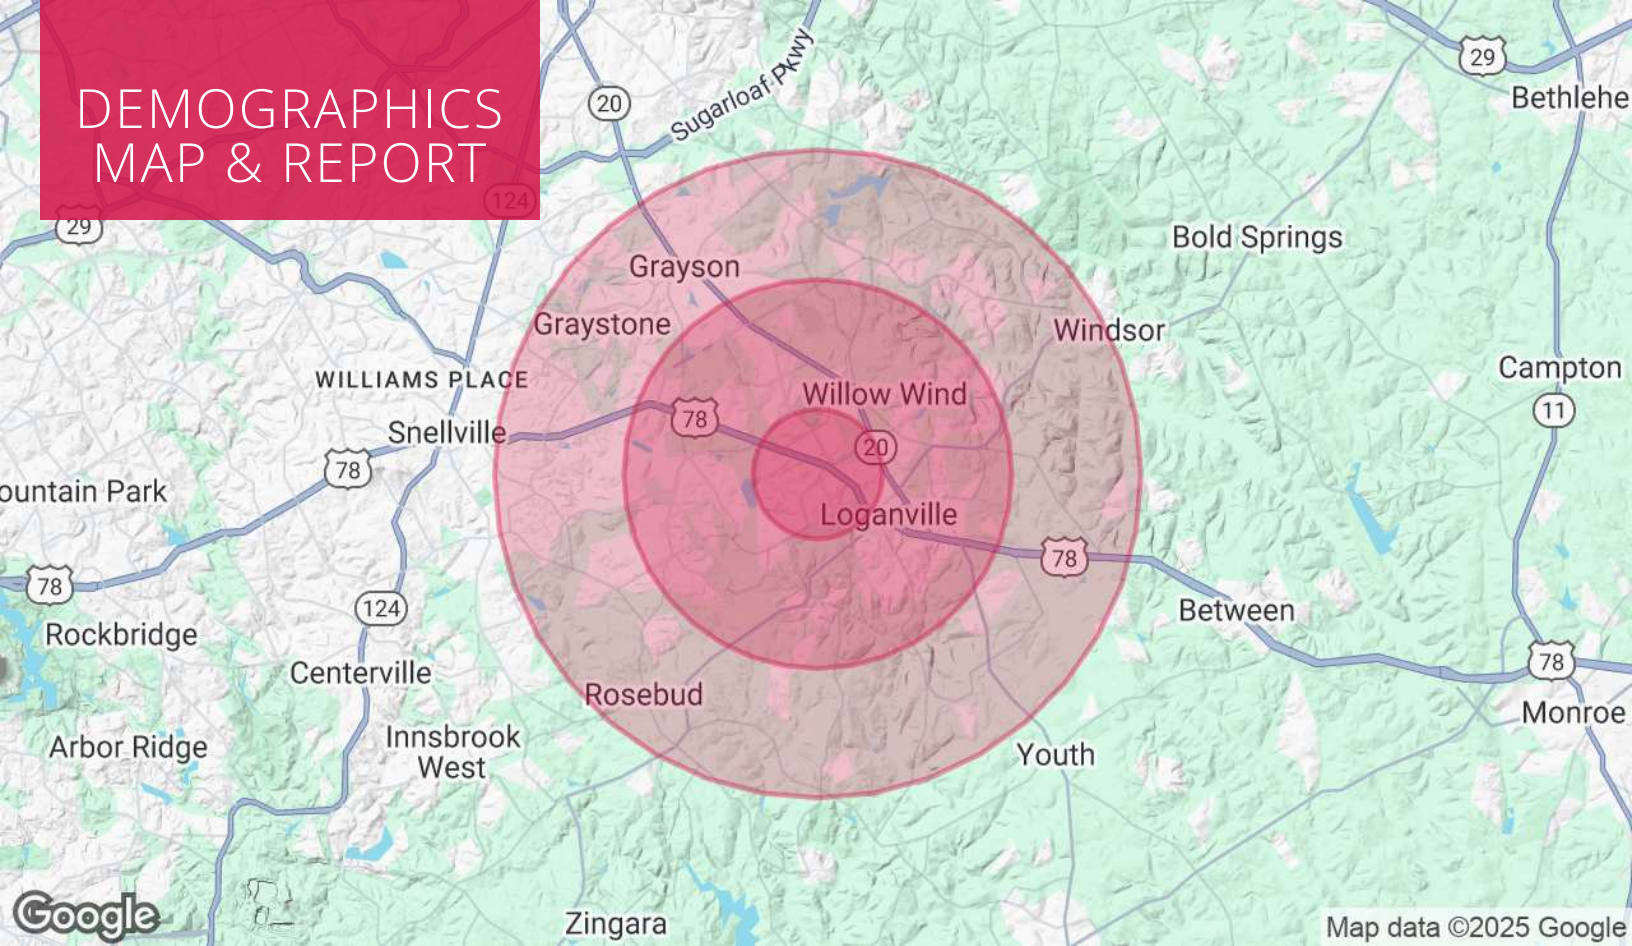 DEMOGRAPHICS
MAP & REPORT
20
Sugarloaf Pkwy
29
Bethlehe
124
29
Bold Springs
Grayson
Graystone
Windsor
WILLIAMS PLACE
Campton
Willow Wind
78
11
Snellville
20
78
ountain Park
Loganville
78
78
124
Between
Rockbridge
Centerville
78
Rosebud
Monroe
Arbor Ridge
Innsbrook
West
Youth
Google
Zingara
Map data ©2025 Google